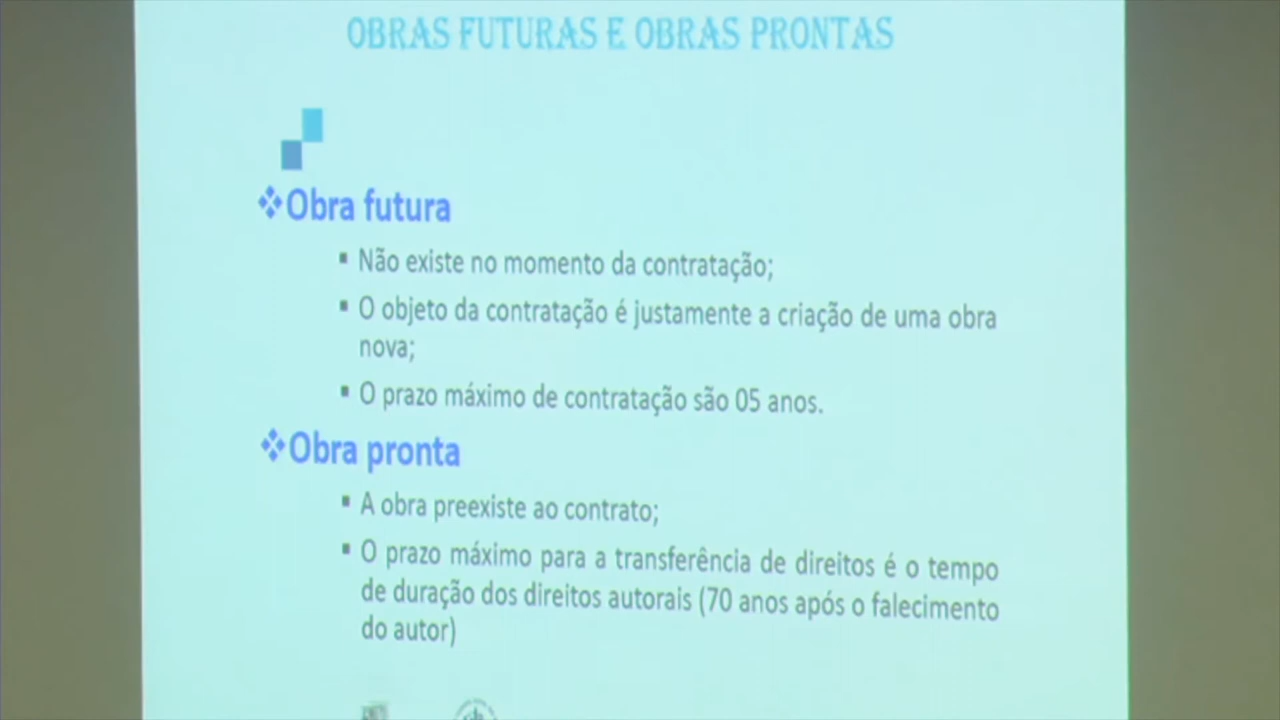 OBRAS FUTURAS E OBRAS PRONTAS
❖Obra futura
▪ Não existe no momento da contratação;
▪ O objeto da contratação é justamente a criação de uma obra
nova;
▪ O prazo máximo de contratação são 05 anos.
❖Obra pronta
▪ A obra preexiste ao contrato;
▪ O prazo máximo para a transferência de direitos é o tempo
de duração dos direitos autorais (70 anos após o falecimento
do autor)